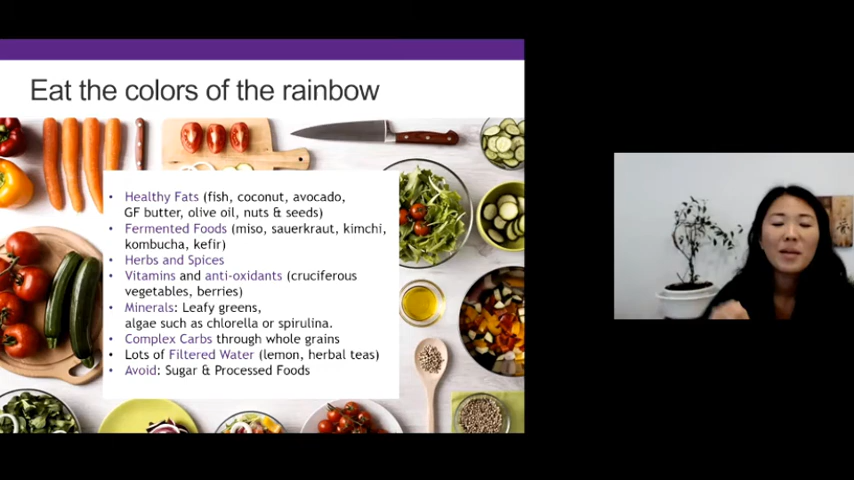 Eat the colors of the rainbow
• Healthy Fats (fish, coconut, avocado,
GF butter, olive oil, nuts & seeds)
• Fermented Foods (miso, sauerkraut, kimchi,
kombucha, kefir)
• Herbs and Spices
• Vitamins and anti-oxidants (cruciferous
vegetables, berries)
• Minerals: Leafy greens,
algae such as chlorella or spirulina.
• Complex Carbs through whole grains
• Lots of Filtered Water (lemon, herbal teas)
• Avoid: Sugar & Processed Foods